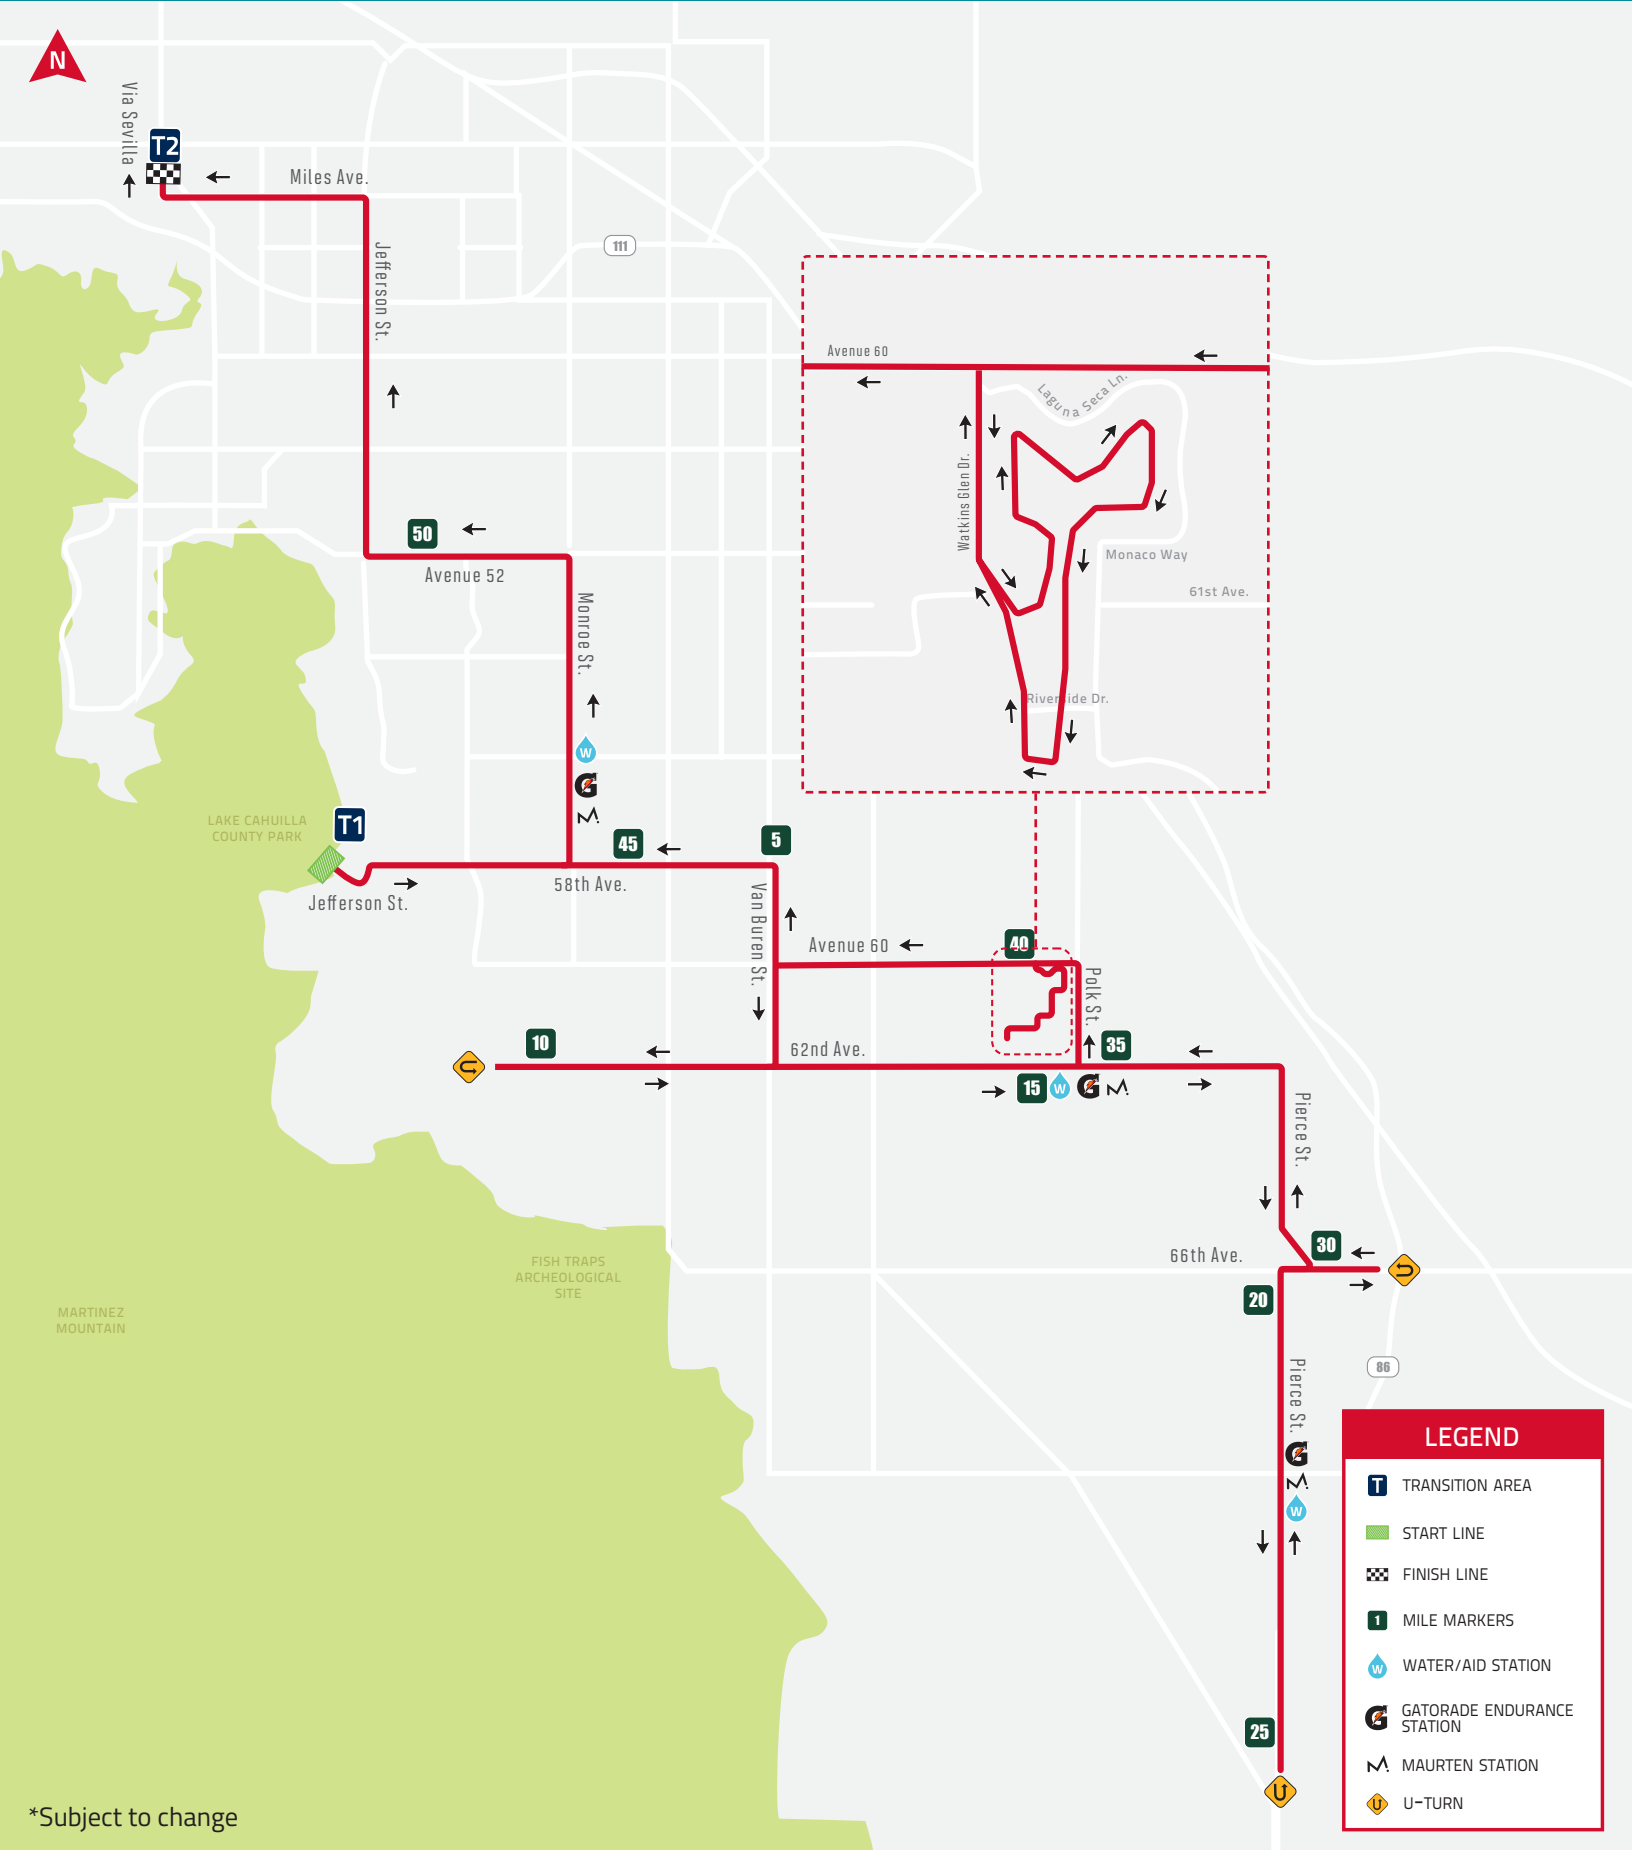 N
Via Sevilla
T2
Miles Ave.
Jefferson St.
111
Avenue 60
Laguna Seca Ln.
Watkins Glen Dr.
50
Avenue 52
Monaco Way
61st Ave.
Monroe St.
Riverside Dr.
W
G
LAKE CAHUILLA
COUNTY PARK
T1
45
5
58th Ave.
Jefferson St.
Van Buren St.
Avenue 60
40
Polk St.
10
62nd Ave.
35
15
W
G
Pierce St.
66th Ave.
30
20
FISH TRAPS
ARCHEOLOGICAL
SITE
MARTINEZ
MOUNTAIN
Pierce St.
86
G
W
25
LEGEND
T TRANSITION AREA
START LINE
FINISH LINE
1 MILE MARKERS
W WATER/AID STATION
G GATORADE ENDURANCE
STATION
MAURTEN STATION
U-TURN
*Subject to change